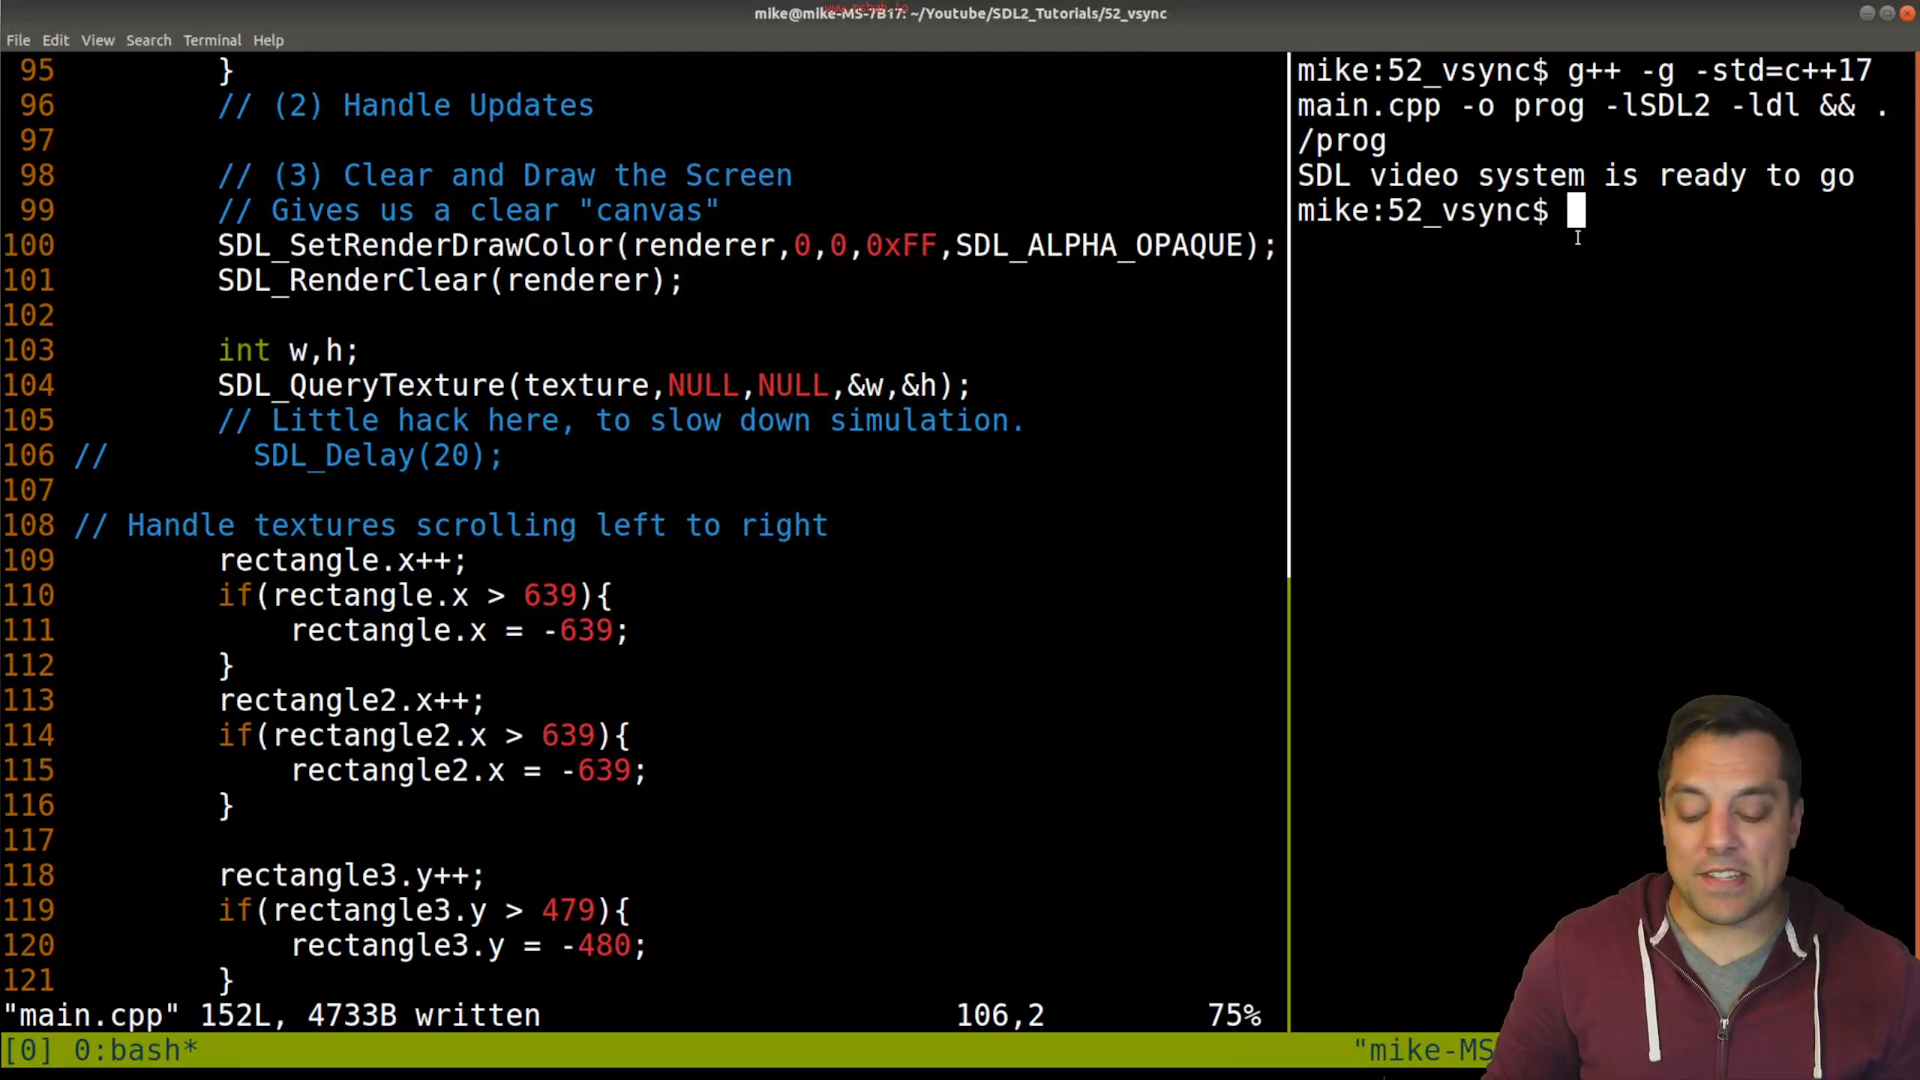 mike@mike-MS-7B17: ~/Youtube/SDL2_Tutorials/52_vsync
File Edit View Search Terminal Help
95 }
96 // (2) Handle Updates
97
98 // (3) Clear and Draw the Screen
99 // Gives us a clear "canvas"
100 SDL_SetRenderDrawColor(renderer,0,0,0xFF,SDL_ALPHA_OPAQUE);
101 SDL_RenderClear(renderer);
102
103 int w,h;
104 SDL_QueryTexture(texture,NULL,NULL,&w,&h);
105 // Little hack here, to slow down simulation.
106 // SDL_Delay(20);
107
108 // Handle textures scrolling left to right
109 rectangle.x++;
110 if(rectangle.x > 639){
111 rectangle.x = -639;
112 }
113 rectangle2.x++;
114 if(rectangle2.x > 639){
115 rectangle2.x = -639;
116 }
117
118 rectangle3.y++;
119 if(rectangle3.y > 479){
120 rectangle3.y = -480;
121 }
"main.cpp" 152L, 4733B written 106,2 75%
mike:52_vsync$ g++ -g -std=c++17
main.cpp -o prog -lSDL2 -ldl && .
/prog
SDL video system is ready to go
mike:52_vsync$
[0] 0:bash* "mike-MS